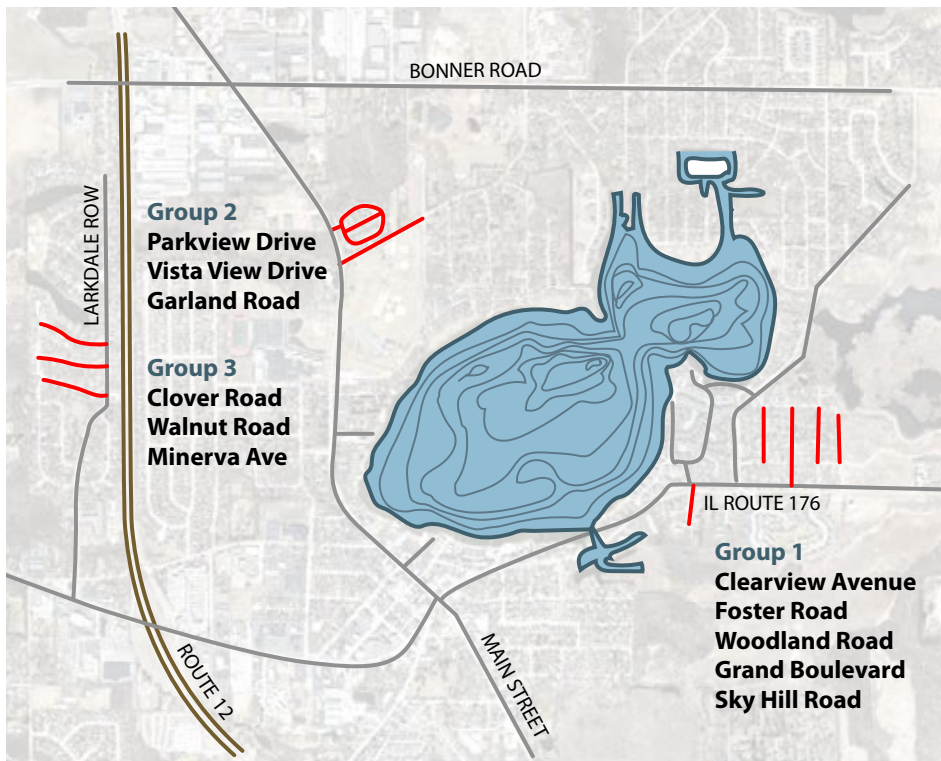 BONNER ROAD
LARKDALE ROW
Group 2
Parkview Drive
Vista View Drive
Garland Road
Group 3
Clover Road
Walnut Road
Minerva Ave
IL ROUTE 176
Group 1
Clearview Avenue
Foster Road
Woodland Road
Grand Boulevard
Sky Hill Road
ROUTE 12
MAIN STREET